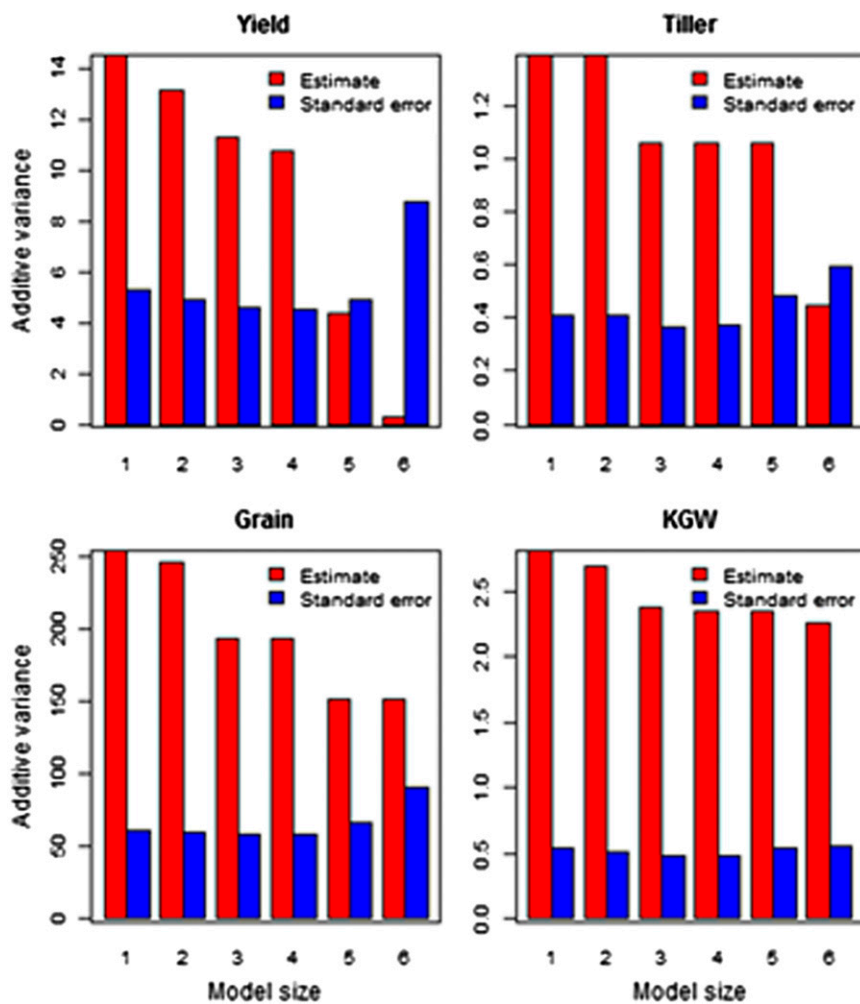 Yield
Estimate
Standard error
Additive variance
14
12
10
8
6
4
2
0
1 2 3 4 5 6
Tiller
Estimate
Standard error
1.2
1.0
0.8
0.6
0.4
0.2
0.0
1 2 3 4 5 6
Grain
Estimate
Standard error
Additive variance
250
200
150
100
50
0
1 2 3 4 5 6
Model size
KGW
Estimate
Standard error
2.5
2.0
1.5
1.0
0.5
0.0
1 2 3 4 5 6
Model size